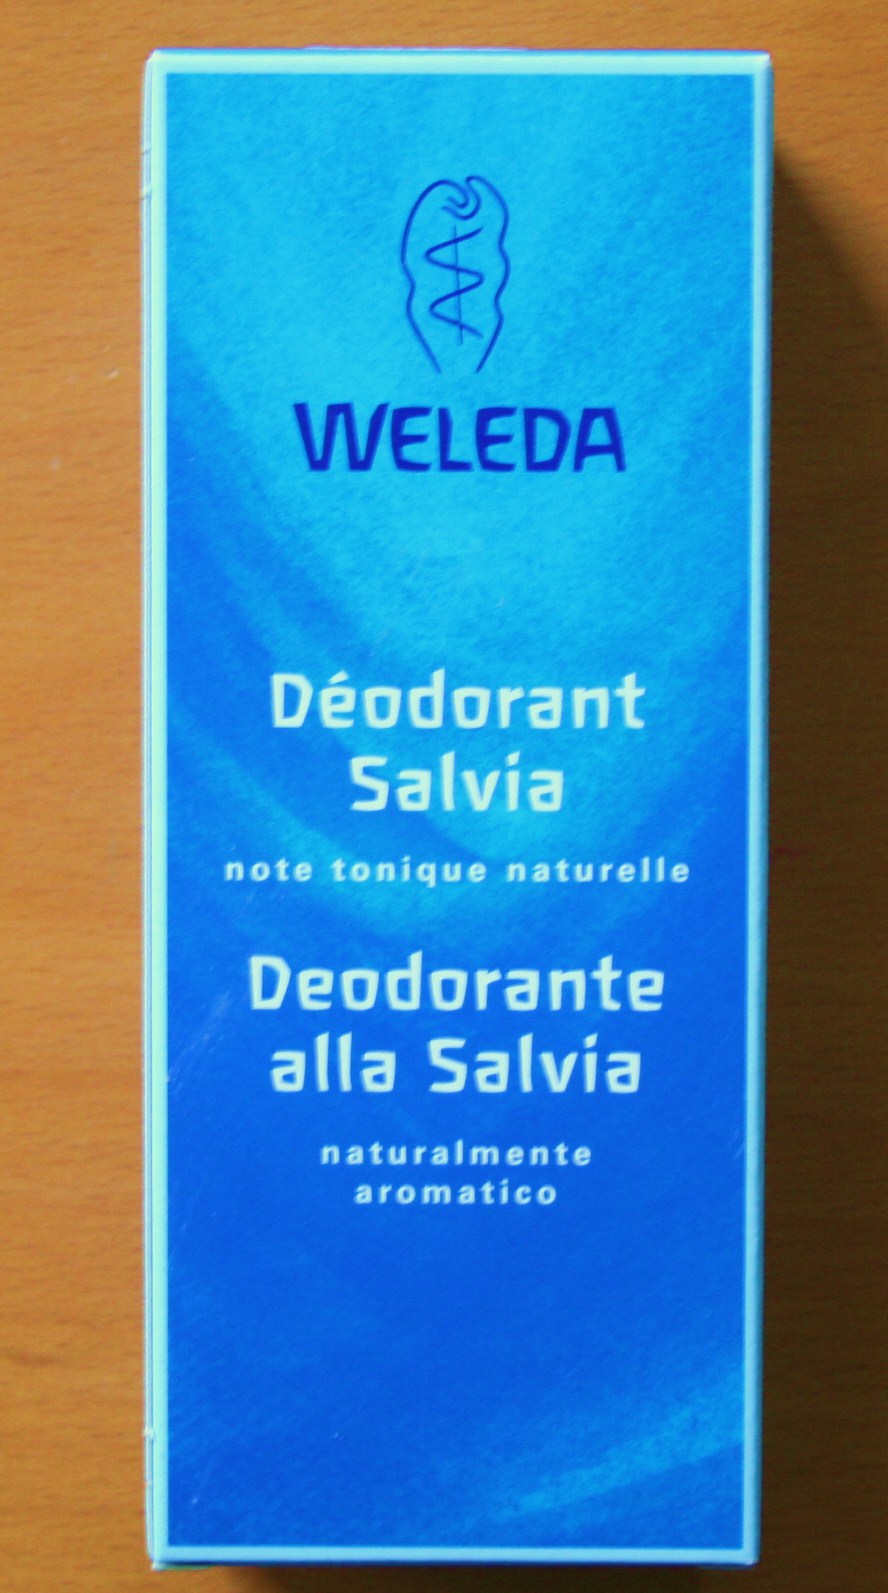 WELEDA
Déodorant
Salvia
note tonique naturelle
Deodorante
alla Salvia
naturalmente
aromatico